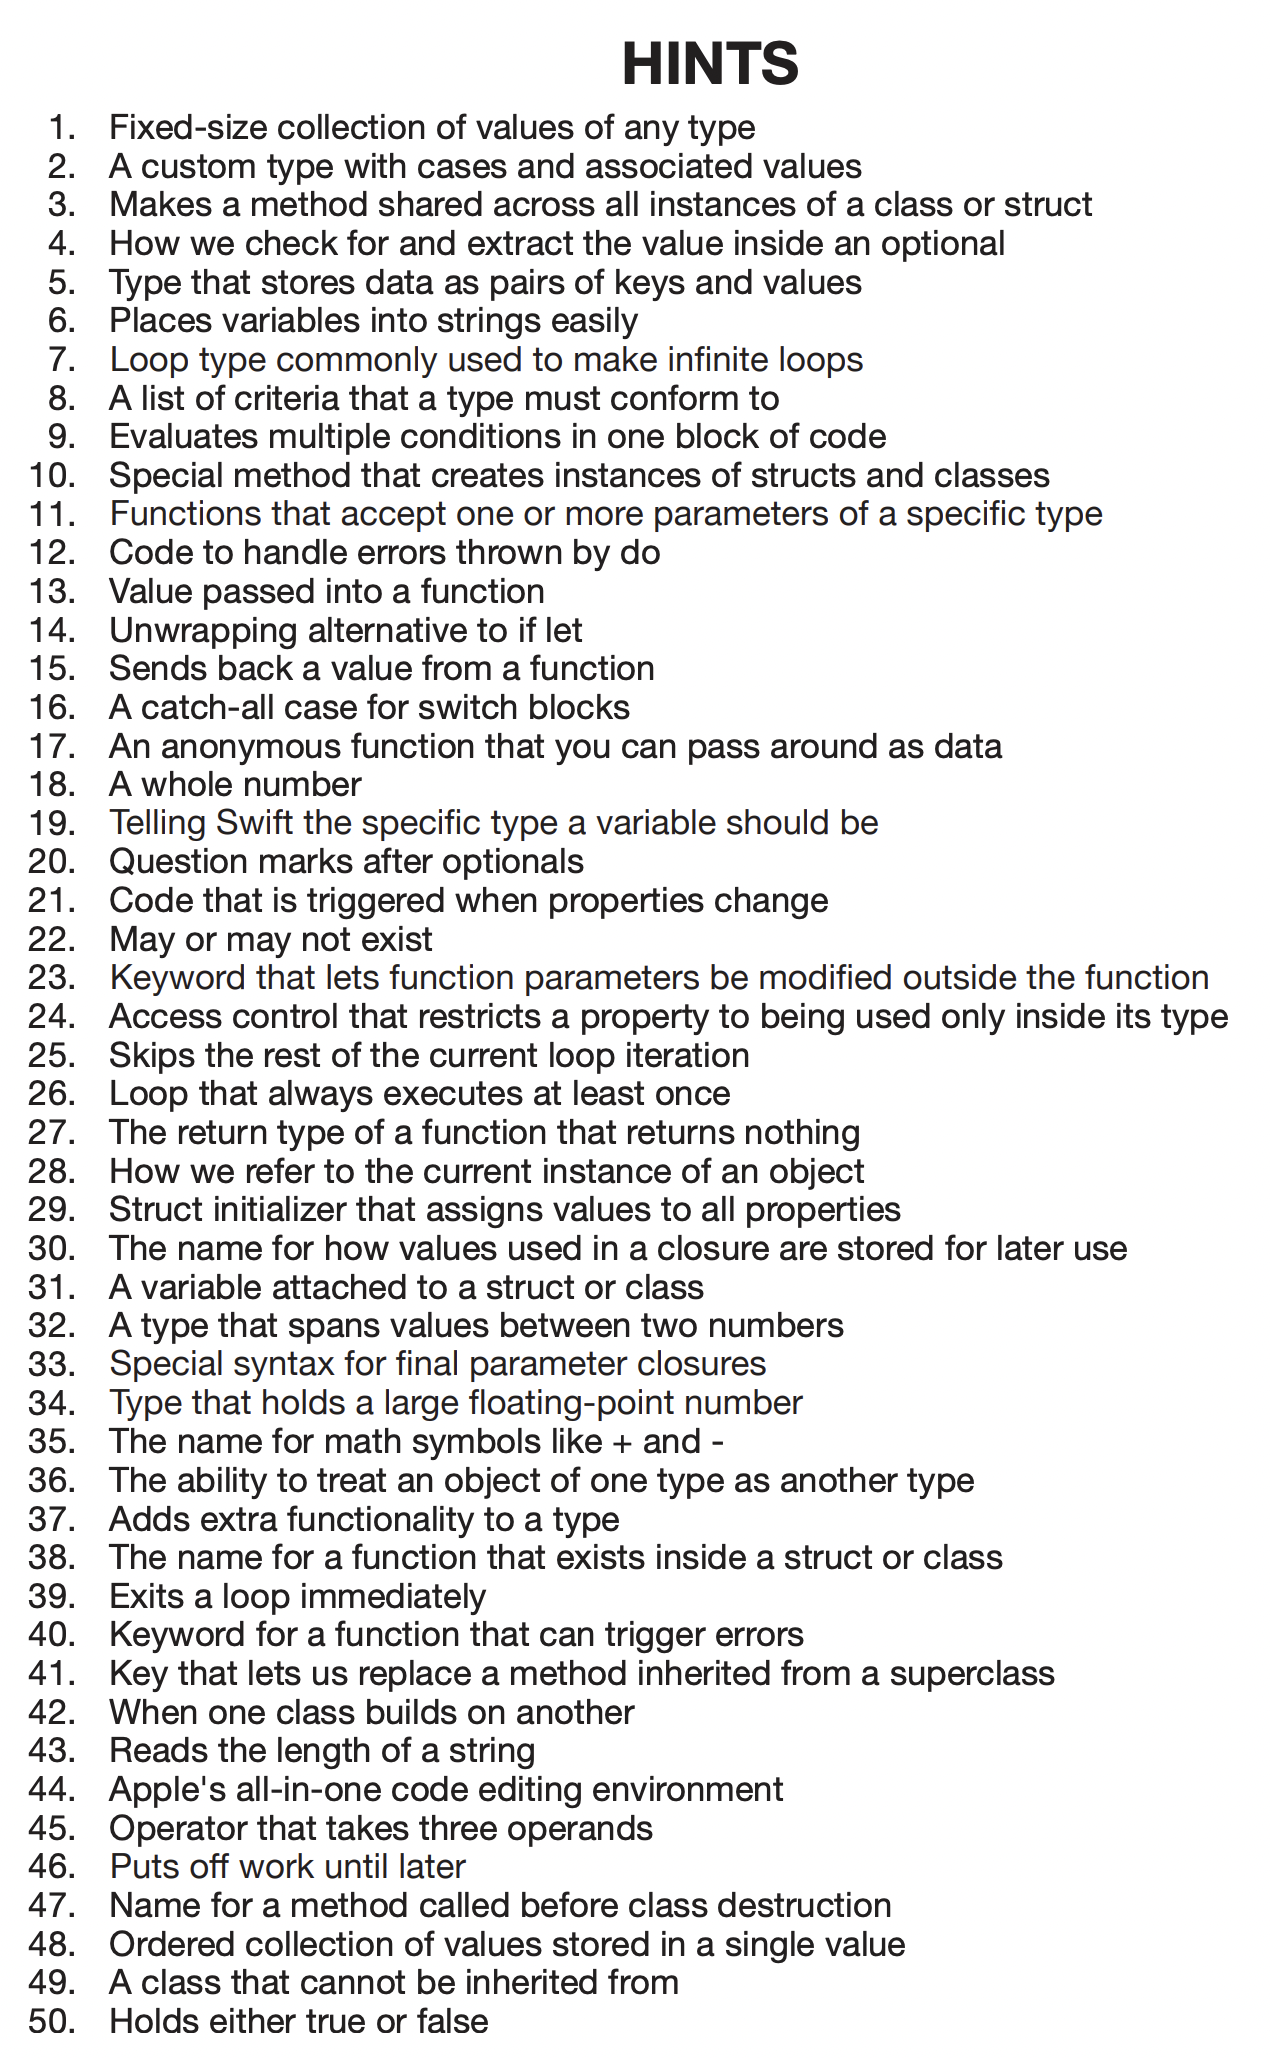 HINTS
1. Fixed-size collection of values of any type
2. A custom type with cases and associated values
3. Makes a method shared across all instances of a class or struct
4. How we check for and extract the value inside an optional
5. Type that stores data as pairs of keys and values
6. Places variables into strings easily
7. Loop type commonly used to make infinite loops
8. A list of criteria that a type must conform to
9. Evaluates multiple conditions in one block of code
10. Special method that creates instances of structs and classes
11. Functions that accept one or more parameters of a specific type
12. Code to handle errors thrown by do
13. Value passed into a function
14. Unwrapping alternative to if let
15. Sends back a value from a function
16. A catch-all case for switch blocks
17. An anonymous function that you can pass around as data
18. A whole number
19. Telling Swift the specific type a variable should be
20. Question marks after optionals
21. Code that is triggered when properties change
22. May or may not exist
23. Keyword that lets function parameters be modified outside the function
24. Access control that restricts a property to being used only inside its type
25. Skips the rest of the current loop iteration
26. Loop that always executes at least once
27. The return type of a function that returns nothing
28. How we refer to the current instance of an object
29. Struct initializer that assigns values to all properties
30. The name for how values used in a closure are stored for later use
31. A variable attached to a struct or class
32. A type that spans values between two numbers
33. Special syntax for final parameter closures
34. Type that holds a large floating-point number
35. The name for math symbols like + and -
36. The ability to treat an object of one type as another type
37. Adds extra functionality to a type
38. The name for a function that exists inside a struct or class
39. Exits a loop immediately
40. Keyword for a function that can trigger errors
41. Key that lets us replace a method inherited from a superclass
42. When one class builds on another
43. Reads the length of a string
44. Apple's all-in-one code editing environment
45. Operator that takes three operands
46. Puts off work until later
47. Name for a method called before class destruction
48. Ordered collection of values stored in a single value
49. A class that cannot be inherited from
50. Holds either true or false